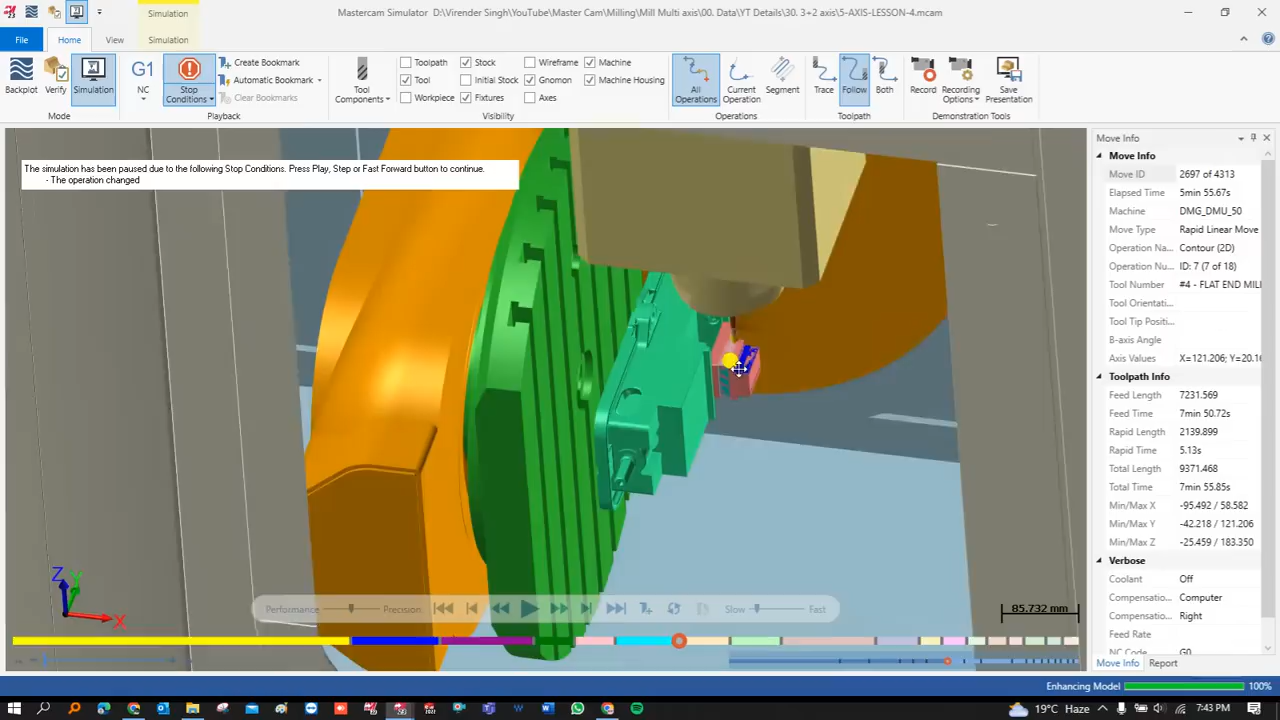 Simulation
Mastercam Simulator D:\Virender Singh\YouTube\Master Cam\Milling\Mill Multi axis\00. Data\YT Details\30. 3+2 axis\5-AXIS-LESSON-4.mcam
File Home View Simulation
Backplot Verify Simulation
Mode
G1 NC
Stop Conditions
Create Bookmark
Automatic Bookmark
Clear Bookmarks
Playback
Tool Components
Toolpath Stock Wireframe Machine
Tool Initial Stock Gnomon Machine Housing
Workpiece Fixtures Axes
Visibility
All Operations
Current Operation
Segment
Operations
Trace Follow Both
Toolpath
Record
Recording Options
Save Presentation
Demonstration Tools
The simulation has been paused due to the following Stop Conditions. Press Play, Step or Fast Forward button to continue.
- The operation changed
Z
Y
X
Performance Precision Slow Fast
85.732 mm
Move Info
Move Info
Move ID 2697 of 4313
Elapsed Time 5min 55.67s
Machine DMG_DMU_50
Move Type Rapid Linear Move
Operation Na... Contour (2D)
Operation Nu... ID: 7 (7 of 18)
Tool Number #4 - FLAT END MILI
Tool Orientati...
Tool Tip Positi...
B-axis Angle
Axis Values X=121.206; Y=20.16
Toolpath Info
Feed Length 7231.569
Feed Time 7min 50.72s
Rapid Length 2139.899
Rapid Time 5.13s
Total Length 9371.468
Total Time 7min 55.85s
Min/Max X -95.492 / 58.582
Min/Max Y -42.218 / 121.206
Min/Max Z -25.459 / 183.350
Verbose
Coolant Off
Compensatio... Computer
Compensatio... Right
Feed Rate
NC Code G0
Move Info Report
Enhancing Model 100%
19°C Haze 7:43 PM